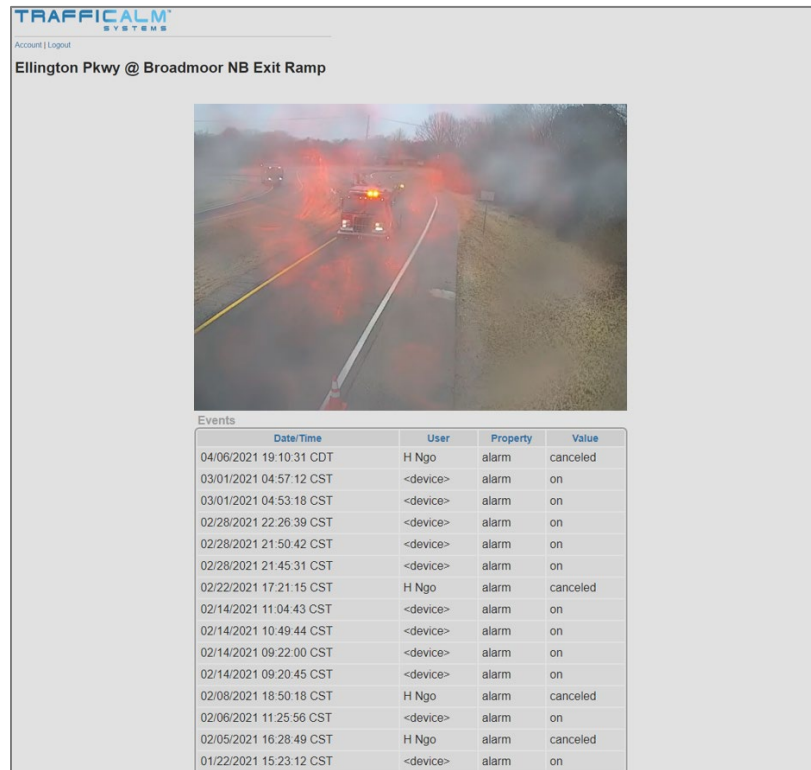 TRAFFICALM™
SYSTEMS
Account | Logout
Ellington Pkwy @ Broadmoor NB Exit Ramp
Events
Date/Time User Property Value
04/06/2021 19:10:31 CDT H Ngo alarm canceled
03/01/2021 04:57:12 CST <device> alarm on
03/01/2021 04:53:18 CST <device> alarm on
02/28/2021 22:26:39 CST <device> alarm on
02/28/2021 21:50:42 CST <device> alarm on
02/28/2021 21:45:31 CST <device> alarm on
02/22/2021 17:21:15 CST H Ngo alarm canceled
02/14/2021 11:04:43 CST <device> alarm on
02/14/2021 10:49:44 CST <device> alarm on
02/14/2021 09:22:00 CST <device> alarm on
02/14/2021 09:20:45 CST <device> alarm on
02/08/2021 18:50:18 CST H Ngo alarm canceled
02/06/2021 11:25:56 CST <device> alarm on
02/05/2021 16:28:49 CST H Ngo alarm canceled
01/22/2021 15:23:12 CST <device> alarm on